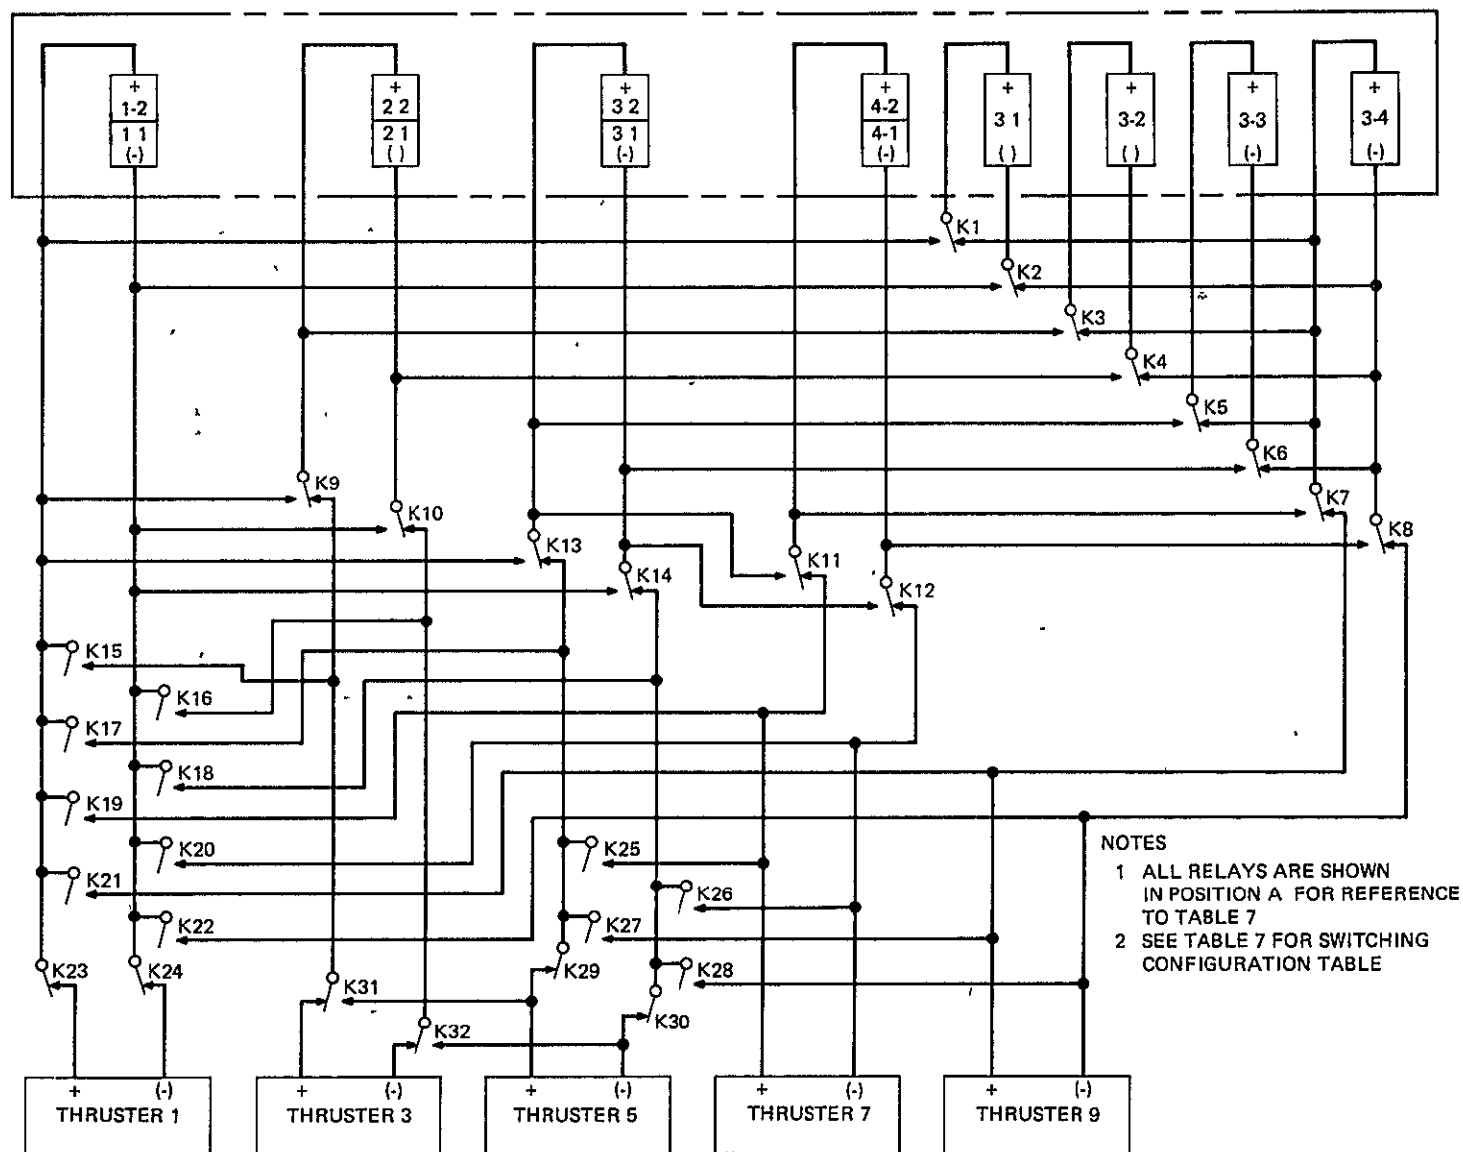 + + + + + + + +
1-2 2 2 3 2 4-2 3 1 3-2 3-3 3-4
1 1 2 1 3 1 4-1
(-) ( ) (-) (-) ( ) ( ) (-) (-)
K1
K2
K3
K4
K5
K6
K9
K7
K10
K8
K13
K11
K14
K12
K15
K16
K17
K18
K19
K20
K25
K21
K26
K22
K27
K23
K24
K29
K28
K31
K30
K32
NOTES
1 ALL RELAYS ARE SHOWN
IN POSITION A FOR REFERENCE
TO TABLE 7
2 SEE TABLE 7 FOR SWITCHING
CONFIGURATION TABLE
+ (-) + (-) + (-) + (-) + (-)
THRUSTER 1 THRUSTER 3 THRUSTER 5 THRUSTER 7 THRUSTER 9